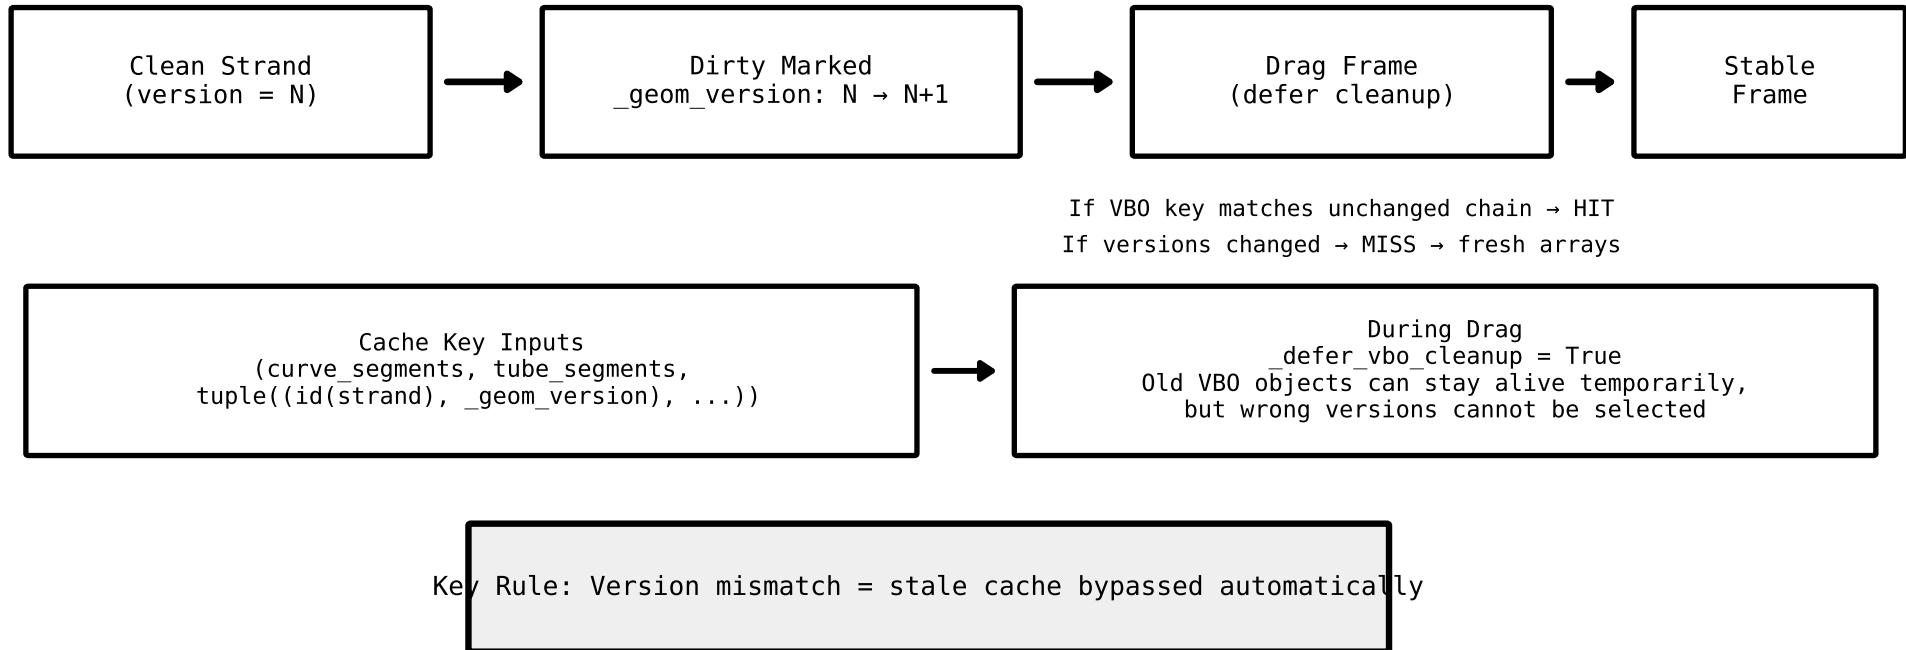 Clean Strand
(version = N)
Dirty Marked
_geom_version: N → N+1
Drag Frame
(defer cleanup)
Stable
Frame
If VBO key matches unchanged chain → HIT
If versions changed → MISS → fresh arrays
Cache Key Inputs
(curve_segments, tube_segments,
tuple((id(strand), _geom_version), ...))
During Drag
_defer_vbo_cleanup = True
Old VBO objects can stay alive temporarily,
but wrong versions cannot be selected
Key Rule: Version mismatch = stale cache bypassed automatically